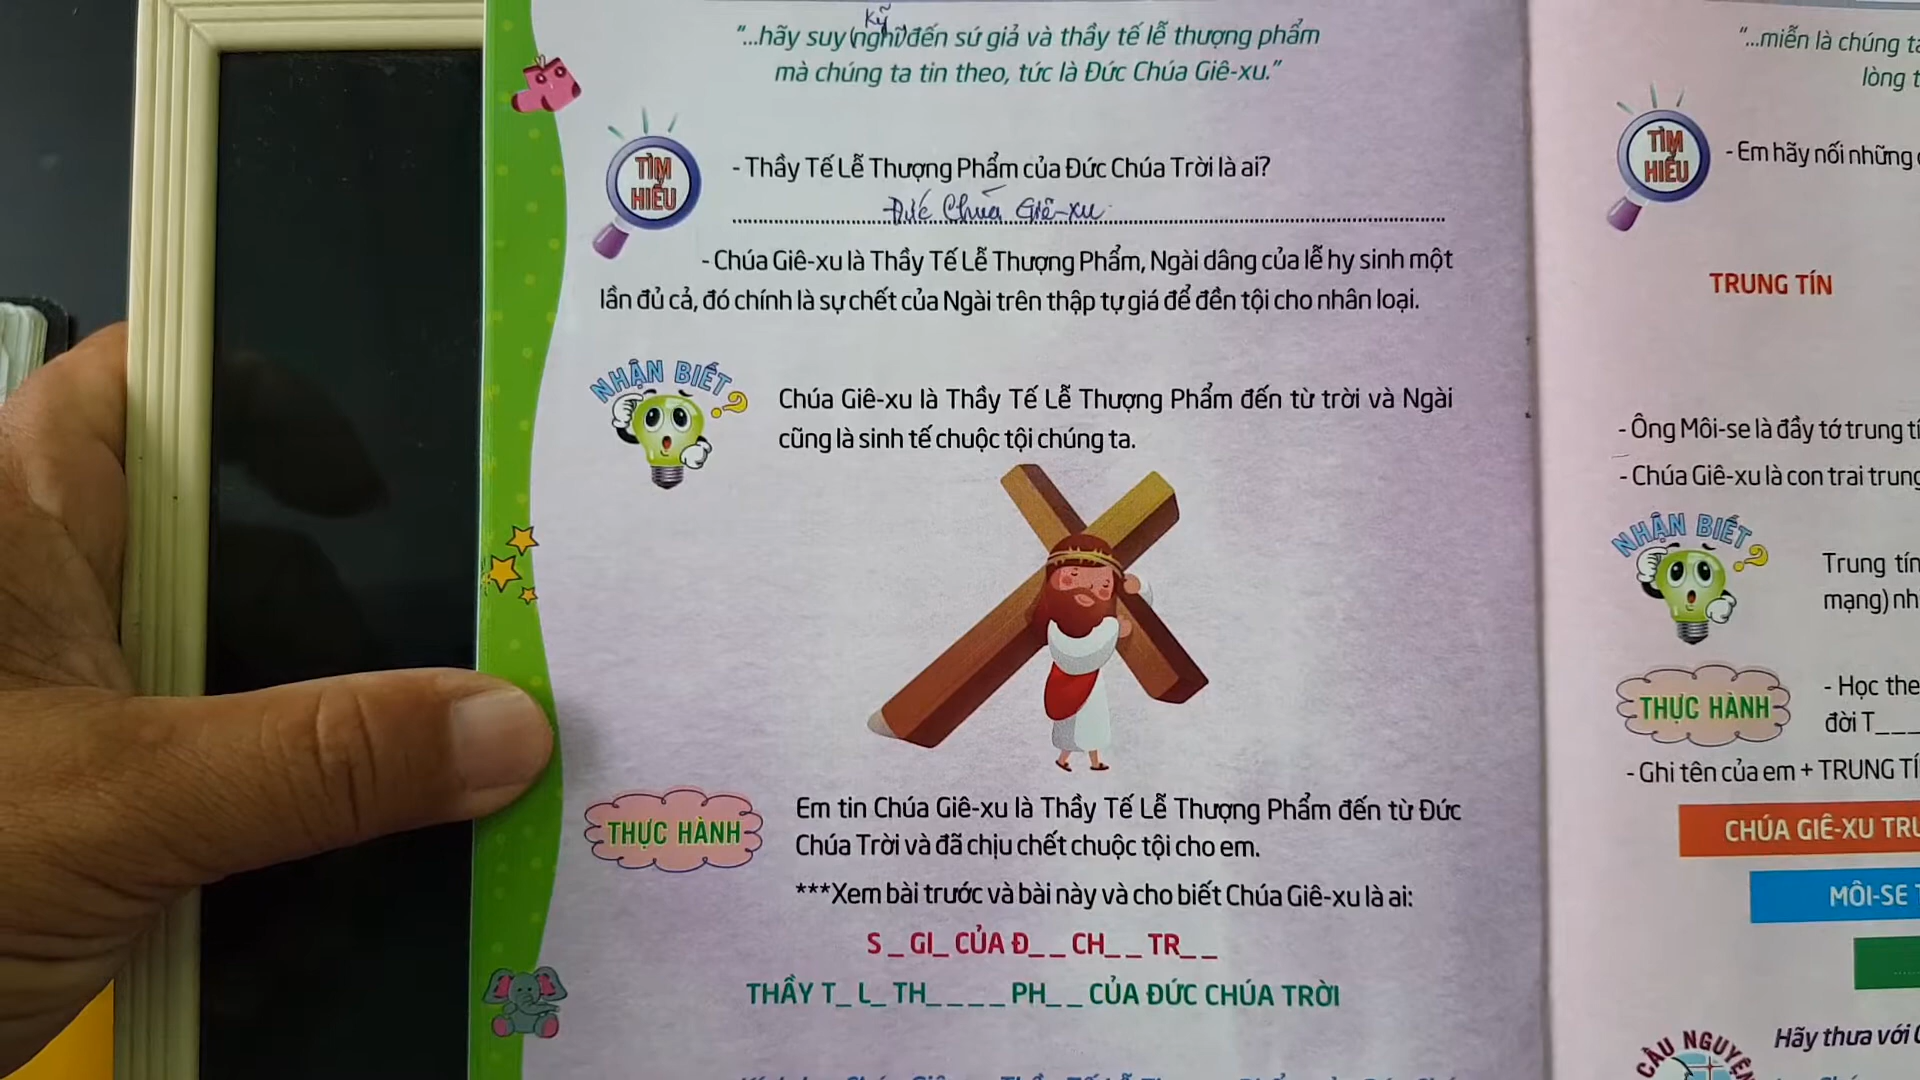 kỹ
"...hãy suy (nghĩ) đến sứ giả và thầy tế lễ thượng phẩm
mà chúng ta tin theo, tức là Đức Chúa Giê-xu."
TÌM
HIỂU
- Thầy Tế Lễ Thượng Phẩm của Đức Chúa Trời là ai?
Đức Chúa Giê-xu
- Chúa Giê-xu là Thầy Tế Lễ Thượng Phẩm, Ngài dâng của lễ hy sinh một
lần đủ cả, đó chính là sự chết của Ngài trên thập tự giá để đền tội cho nhân loại.
NHẬN BIẾT
Chúa Giê-xu là Thầy Tế Lễ Thượng Phẩm đến từ trời và Ngài
cũng là sinh tế chuộc tội chúng ta.
THỰC HÀNH
Em tin Chúa Giê-xu là Thầy Tế Lễ Thượng Phẩm đến từ Đức
Chúa Trời và đã chịu chết chuộc tội cho em.
***Xem bài trước và bài này và cho biết Chúa Giê-xu là ai:
S _ GI_ CỦA Đ_ _ CH_ _ TR_ _
THẦY T_ L_ TH_ _ _ _ PH_ _ CỦA ĐỨC CHÚA TRỜI
"...miễn là chúng ta
lòng t
TÌM
HIỂU
- Em hãy nối những
TRUNG TÍN
- Ông Môi-se là đầy tớ trung tí
- Chúa Giê-xu là con trai trung
NHẬN BIẾT
Trung tín
mạng) nh
THỰC HÀNH
- Học the
đời T___
- Ghi tên của em + TRUNG TÍ
CHÚA GIÊ-XU TRU
MÔI-SE T
CẦU NGUYỆN
Hãy thưa với